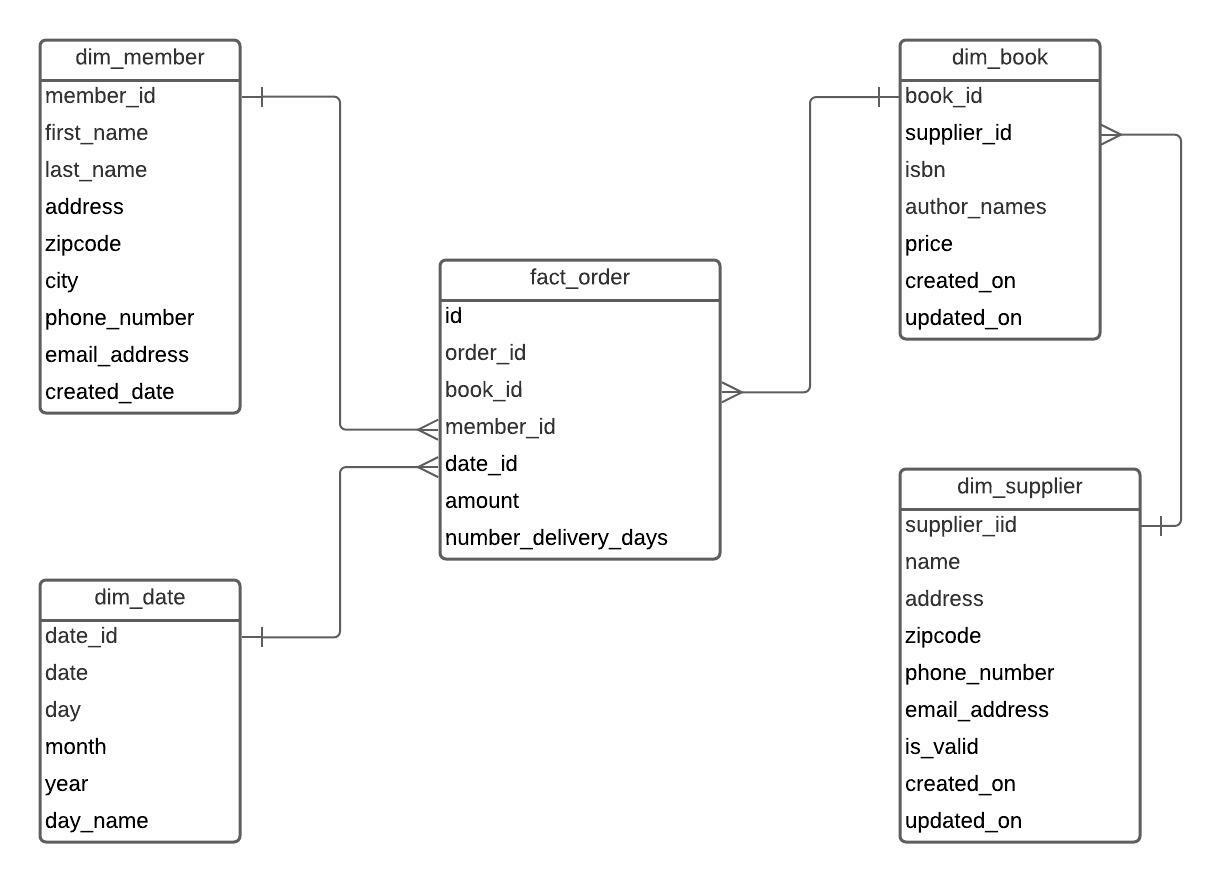 dim_member
member_id
first_name
last_name
address
zipcode
city
phone_number
email_address
created_date
dim_book
book_id
supplier_id
isbn
author_names
price
created_on
updated_on
fact_order
id
order_id
book_id
member_id
date_id
amount
number_delivery_days
dim_date
date_id
date
day
month
year
day_name
dim_supplier
supplier_iid
name
address
zipcode
phone_number
email_address
is_valid
created_on
updated_on